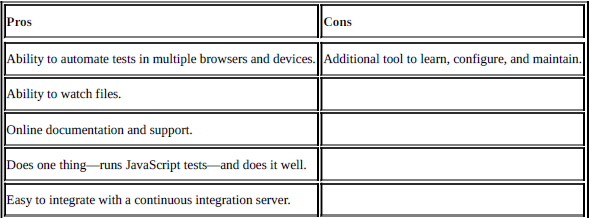 Pros Cons
Ability to automate tests in multiple browsers and devices. Additional tool to learn, configure, and maintain.
Ability to watch files.
Online documentation and support.
Does one thing—runs JavaScript tests—and does it well.
Easy to integrate with a continuous integration server.